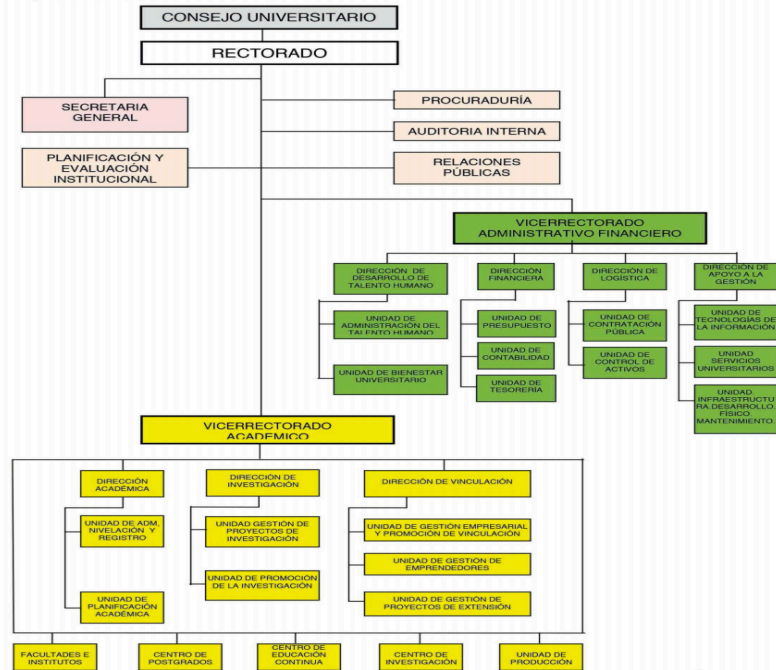 CONSEJO UNIVERSITARIO
RECTORADO
SECRETARIA
GENERAL
PROCURADURÍA
AUDITORIA INTERNA
PLANIFICACIÓN Y
EVALUACIÓN
INSTITUCIONAL
RELACIONES
PÚBLICAS
VICERRECTORADO
ADMINISTRATIVO FINANCIERO
DIRECCIÓN DE
DESARROLLO DE
TALENTO HUMANO
UNIDAD DE
ADMINISTRACIÓN DEL
TALENTO HUMANO
UNIDAD DE BIENESTAR
UNIVERSITARIO
DIRECCIÓN
FINANCIERA
UNIDAD DE
PRESUPUESTO
UNIDAD DE
CONTABILIDAD
UNIDAD DE
TESORERÍA
DIRECCIÓN DE
LOGÍSTICA
UNIDAD DE
CONTRATACIÓN
PÚBLICA
UNIDAD DE
CONTROL DE
ACTIVOS
DIRECCIÓN DE
APOYO A LA
GESTIÓN
UNIDAD DE
TECNOLOGÍAS DE
LA INFORMACIÓN
UNIDAD
SERVICIOS
UNIVERSITARIOS
UNIDAD
INFRAESTRUCTU
RA,DESARROLLO,
FÍSICO,
MANTENIMIENTO.
VICERRECTORADO
ACADÉMICO
DIRECCIÓN
ACADÉMICA
UNIDAD DE ADM,
NIVELACIÓN Y
REGISTRO
UNIDAD DE
PLANIFICACIÓN
ACADÉMICA
DIRECCIÓN DE
INVESTIGACIÓN
UNIDAD GESTIÓN DE
PROYECTOS DE
INVESTIGACIÓN
UNIDAD DE PROMOCIÓN
DE LA INVESTIGACIÓN
DIRECCIÓN DE VINCULACIÓN
UNIDAD DE GESTIÓN EMPRESARIAL
Y PROMOCIÓN DE VINCULACIÓN
UNIDAD DE GESTIÓN DE
EMPRENDEDORES
UNIDAD DE GESTIÓN DE
PROYECTOS DE EXTENSIÓN
FACULTADES E
INSTITUTOS
CENTRO DE
POSTGRADOS
CENTRO DE
EDUCACIÓN
CONTINUA
CENTRO DE
INVESTIGACIÓN
UNIDAD DE
PRODUCCIÓN